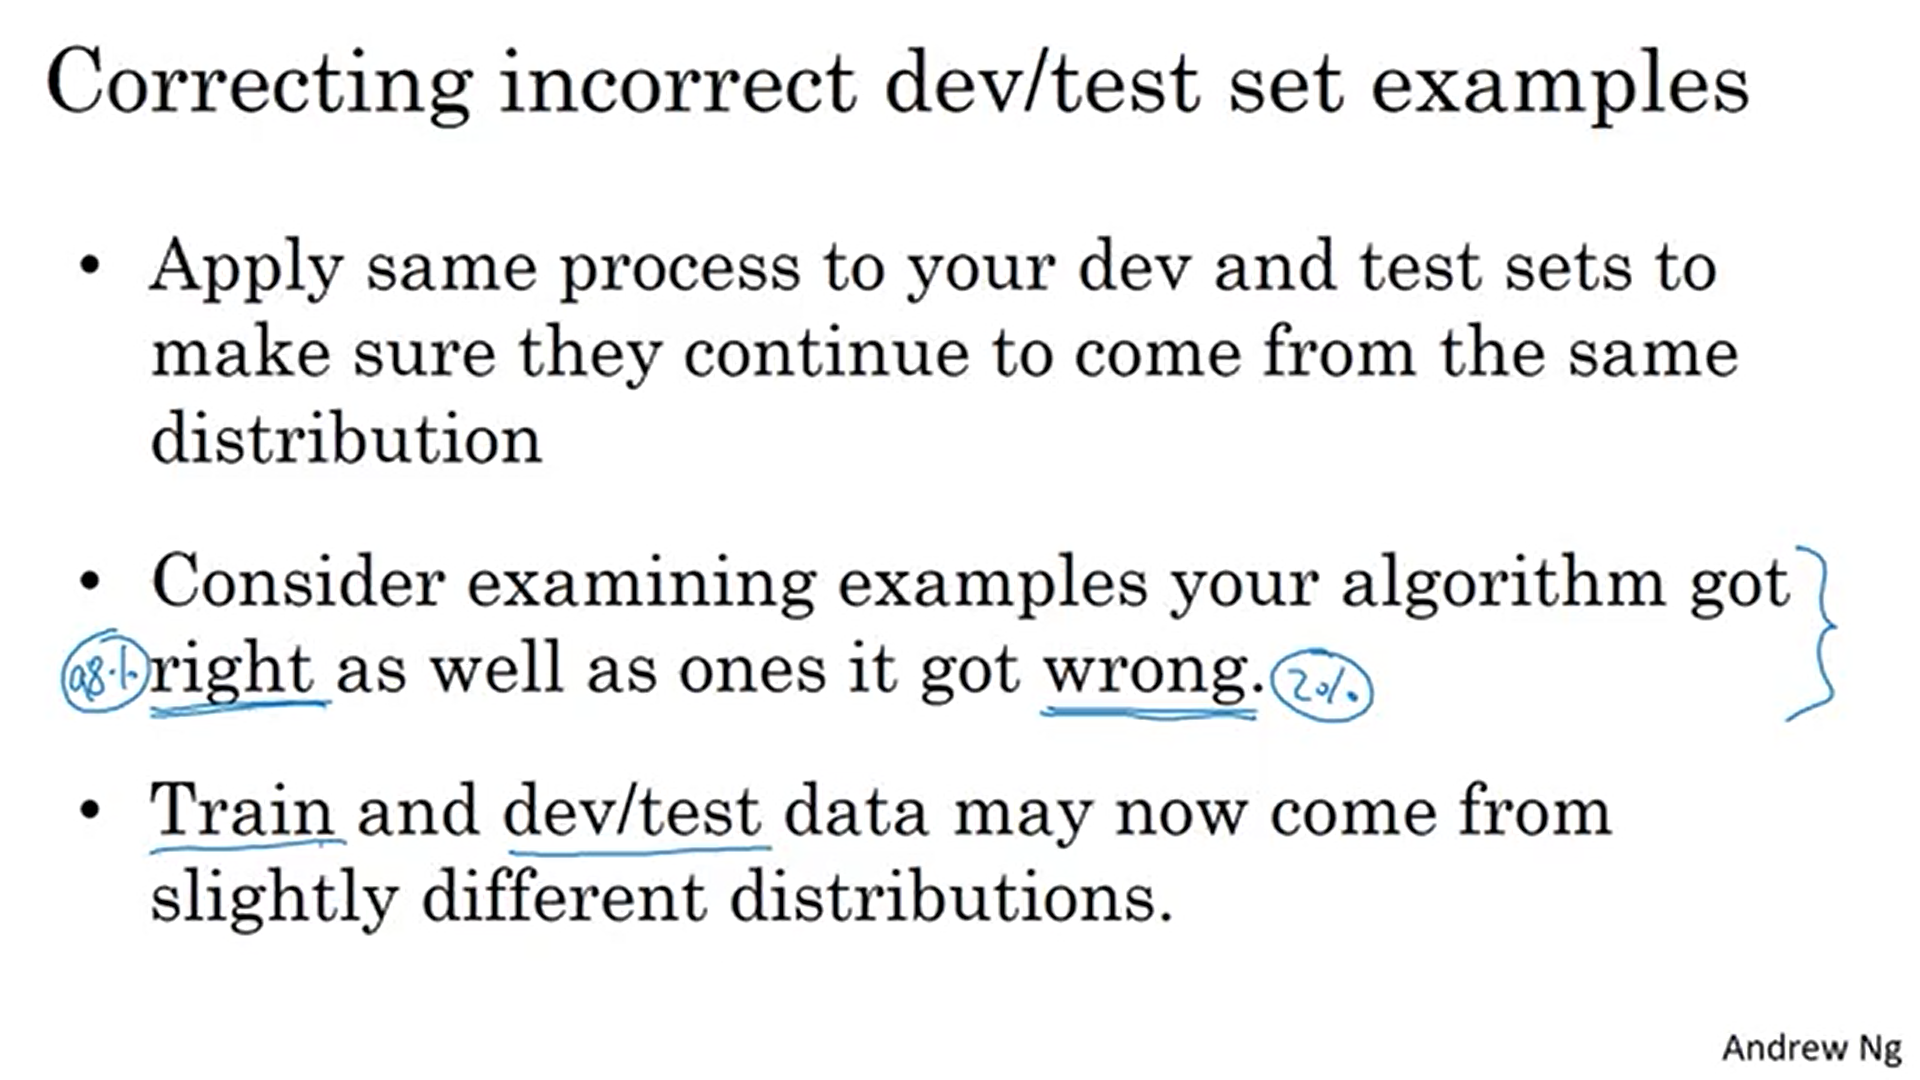 Correcting incorrect dev/test set examples
• Apply same process to your dev and test sets to
make sure they continue to come from the same
distribution
• Consider examining examples your algorithm got
98% right as well as ones it got wrong. 2%
• Train and dev/test data may now come from
slightly different distributions.
Andrew Ng